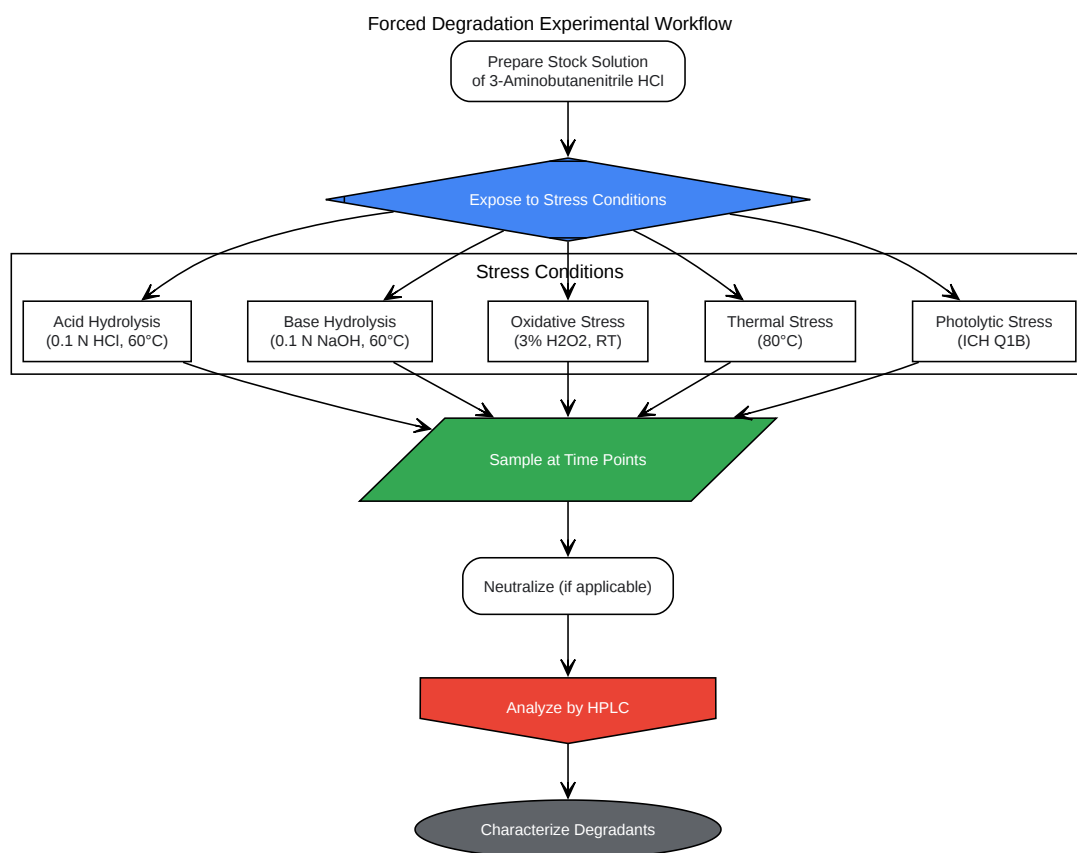 Forced Degradation Experimental Workflow
Prepare Stock Solution
of 3-Aminobutanenitrile HCl
Expose to Stress Conditions
Stress Conditions
Acid Hydrolysis
(0.1 N HCl, 60°C)
Base Hydrolysis
(0.1 N NaOH, 60°C)
Oxidative Stress
(3% H2O2, RT)
Thermal Stress
(80°C)
Photolytic Stress
(ICH Q1B)
Sample at Time Points
Neutralize (if applicable)
Analyze by HPLC
Characterize Degradants